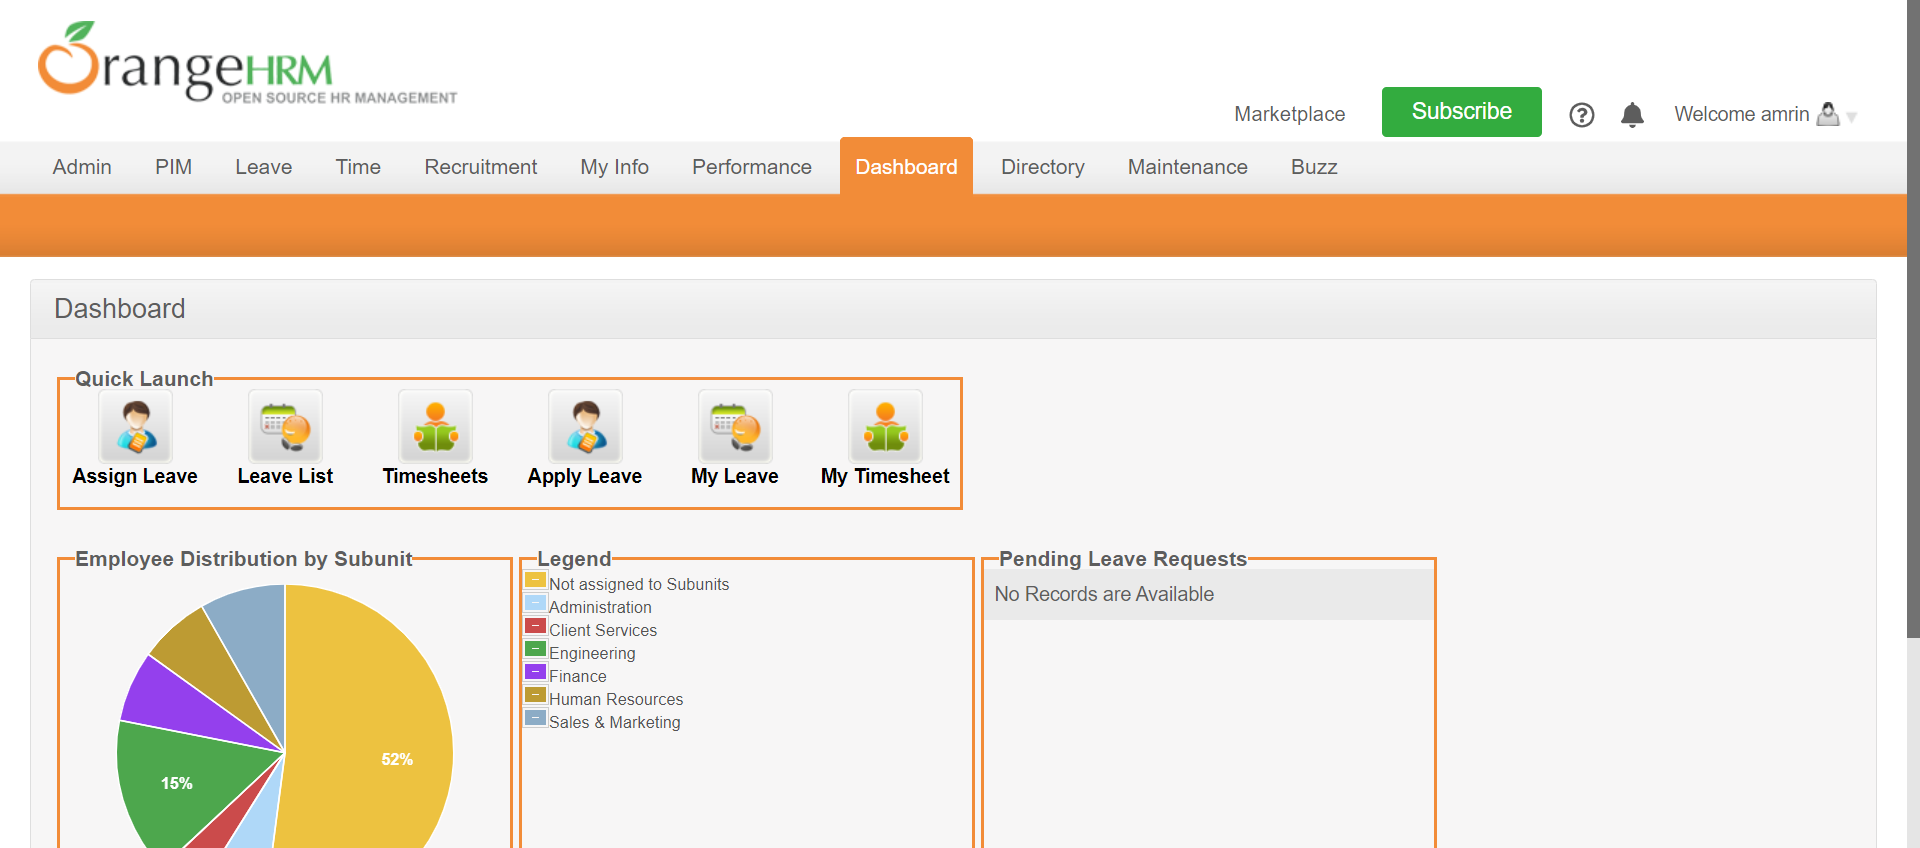 OrangeHRM
OPEN SOURCE HR MANAGEMENT
Marketplace
Subscribe
?
Welcome amrin
Admin PIM Leave Time Recruitment My Info Performance Dashboard Directory Maintenance Buzz
Dashboard
Quick Launch
Assign Leave Leave List Timesheets Apply Leave My Leave My Timesheet
Employee Distribution by Subunit
52%
15%
Legend
Not assigned to Subunits
Administration
Client Services
Engineering
Finance
Human Resources
Sales & Marketing
Pending Leave Requests
No Records are Available